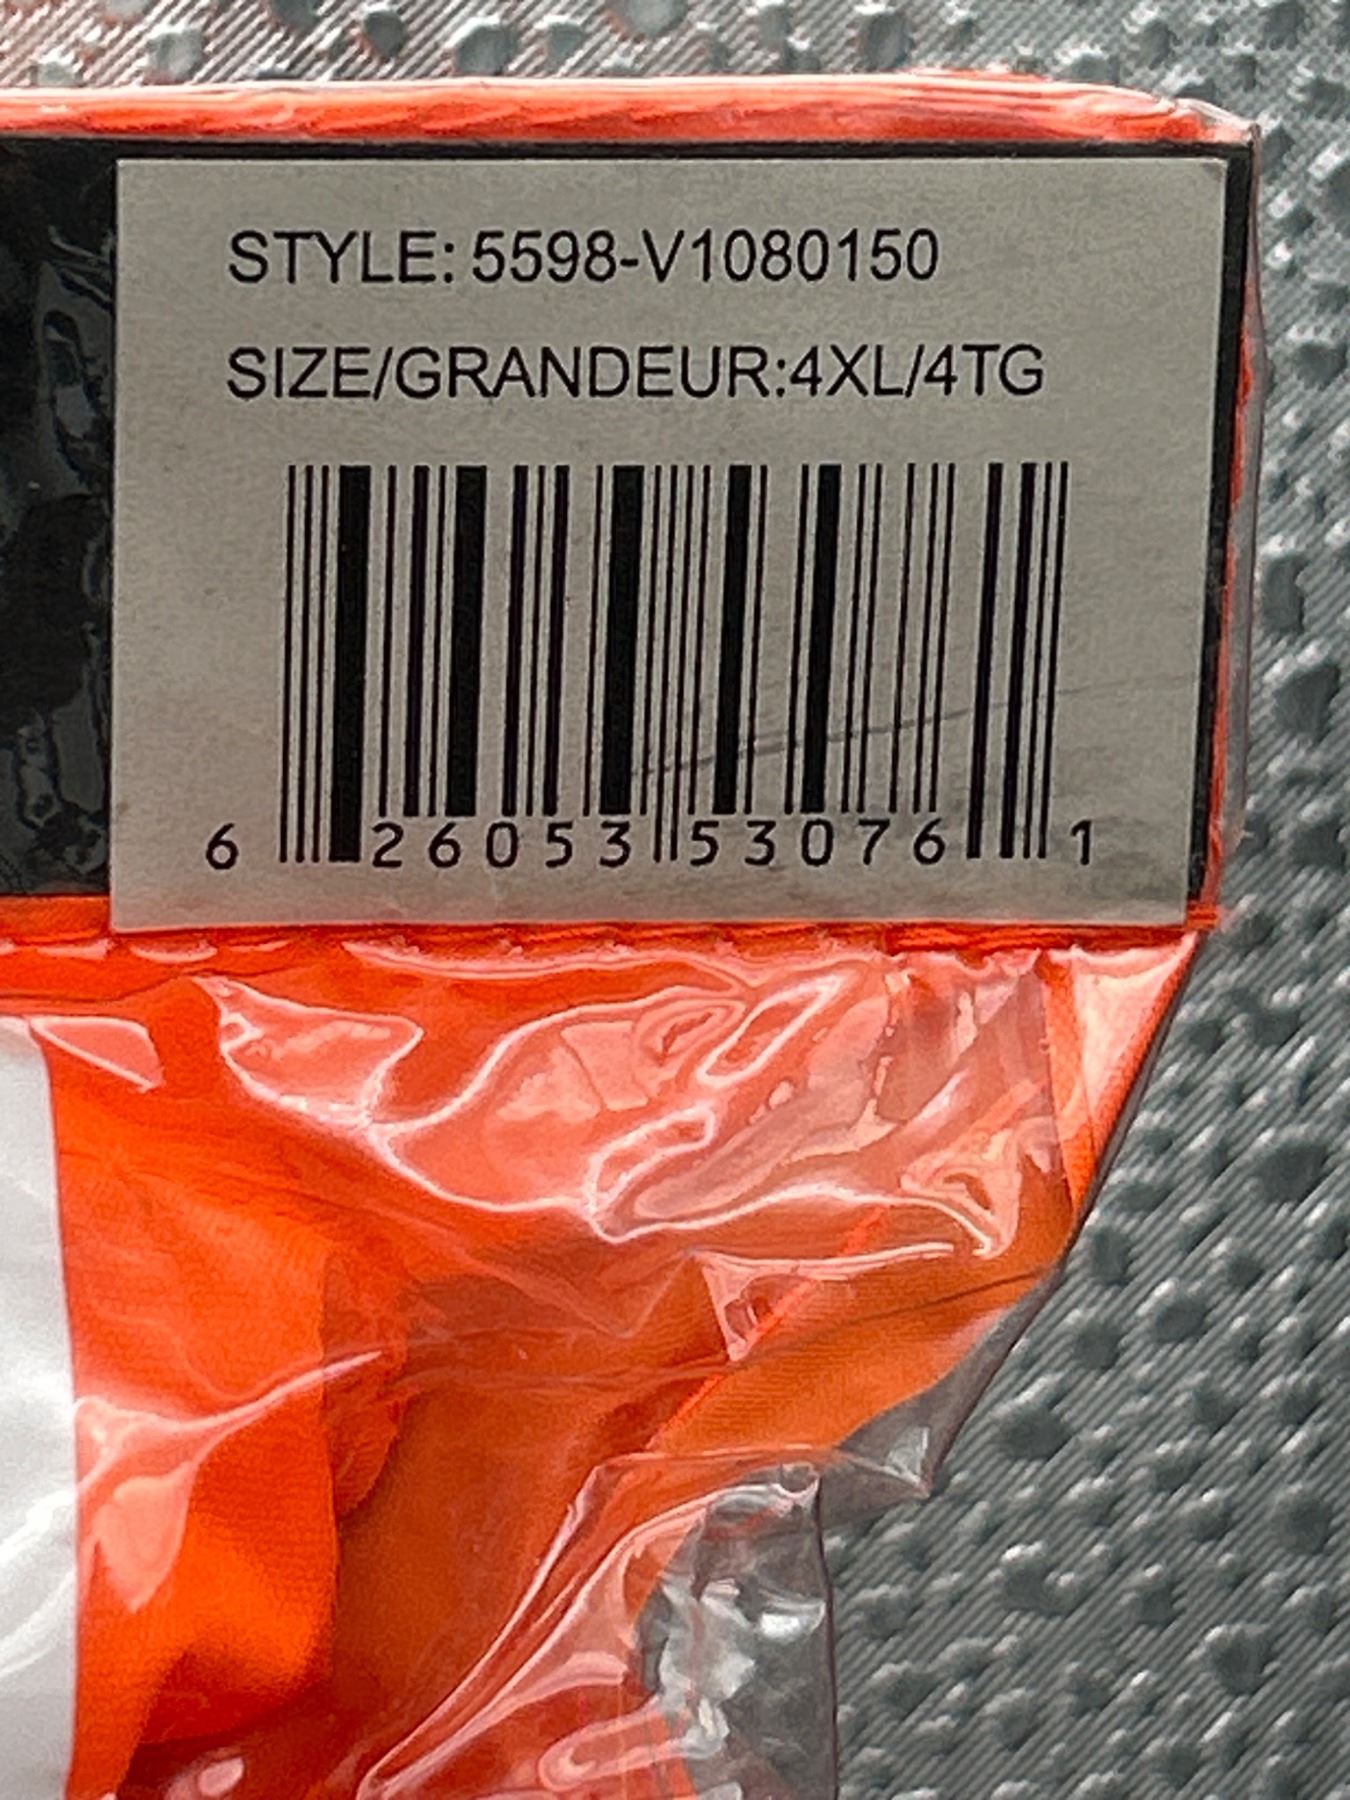 STYLE: 5598-V1080150
SIZE/GRANDEUR:4XL/4TG
6 26053 53076 1